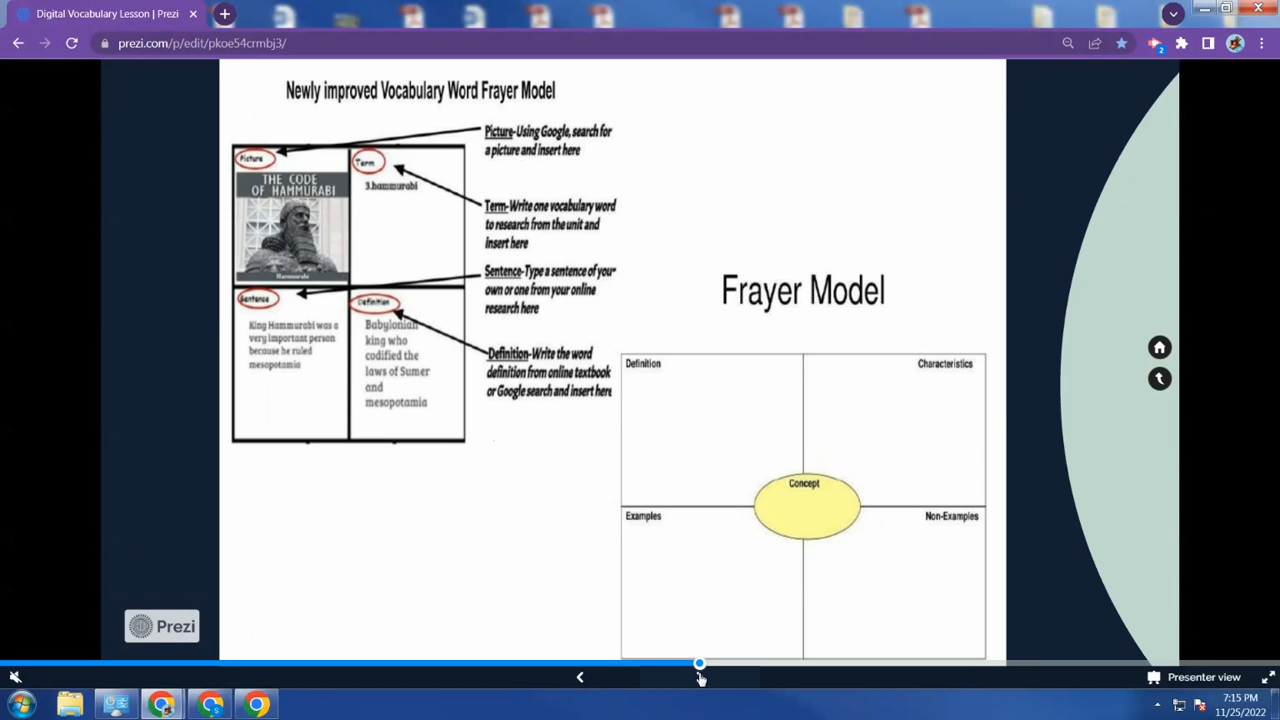 Digital Vocabulary Lesson | Prezi
prezi.com/p/edit/pkoe54crmbj3/
2
Newly improved Vocabulary Word Frayer Model
Picture
THE CODE
OF HAMMURABI
Hammurabi
Term
3.hammurabi
Sentence
King Hammurabi was a
very important person
because he ruled
mesopotamia
Definition
Babylonian
king who
codified the
laws of Sumer
and
mesopotamia
Picture-Using Google, search for
a picture and insert here
Term-Write one vocabulary word
to research from the unit and
insert here
Sentence-Type a sentence of your
own or one from your online
research here
Definition-Write the word
definition from online textbook
or Google search and insert here
Frayer Model
Definition
Characteristics
Concept
Examples
Non-Examples
Prezi
Presenter view
7:15 PM
11/25/2022